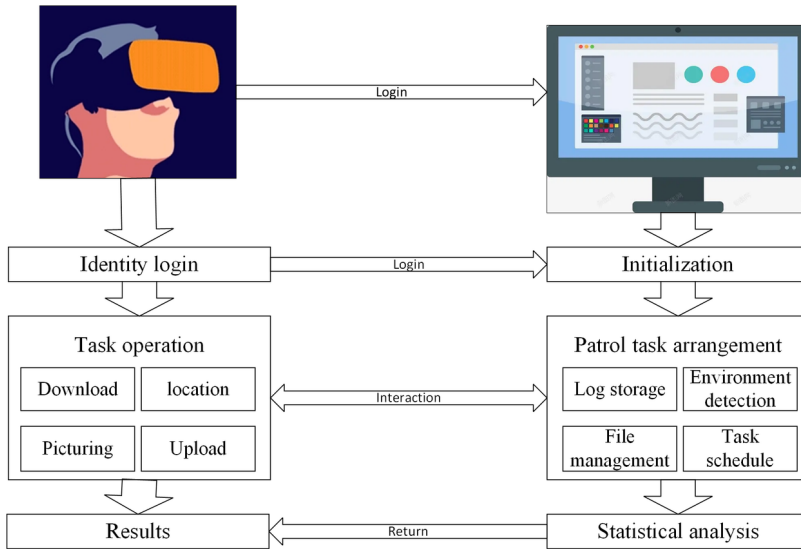 Login
Identity login
Login
Initialization
Task operation
Download
location
Picturing
Upload
Interaction
Patrol task arrangement
Log storage
Environment
detection
File
management
Task
schedule
Results
Return
Statistical analysis